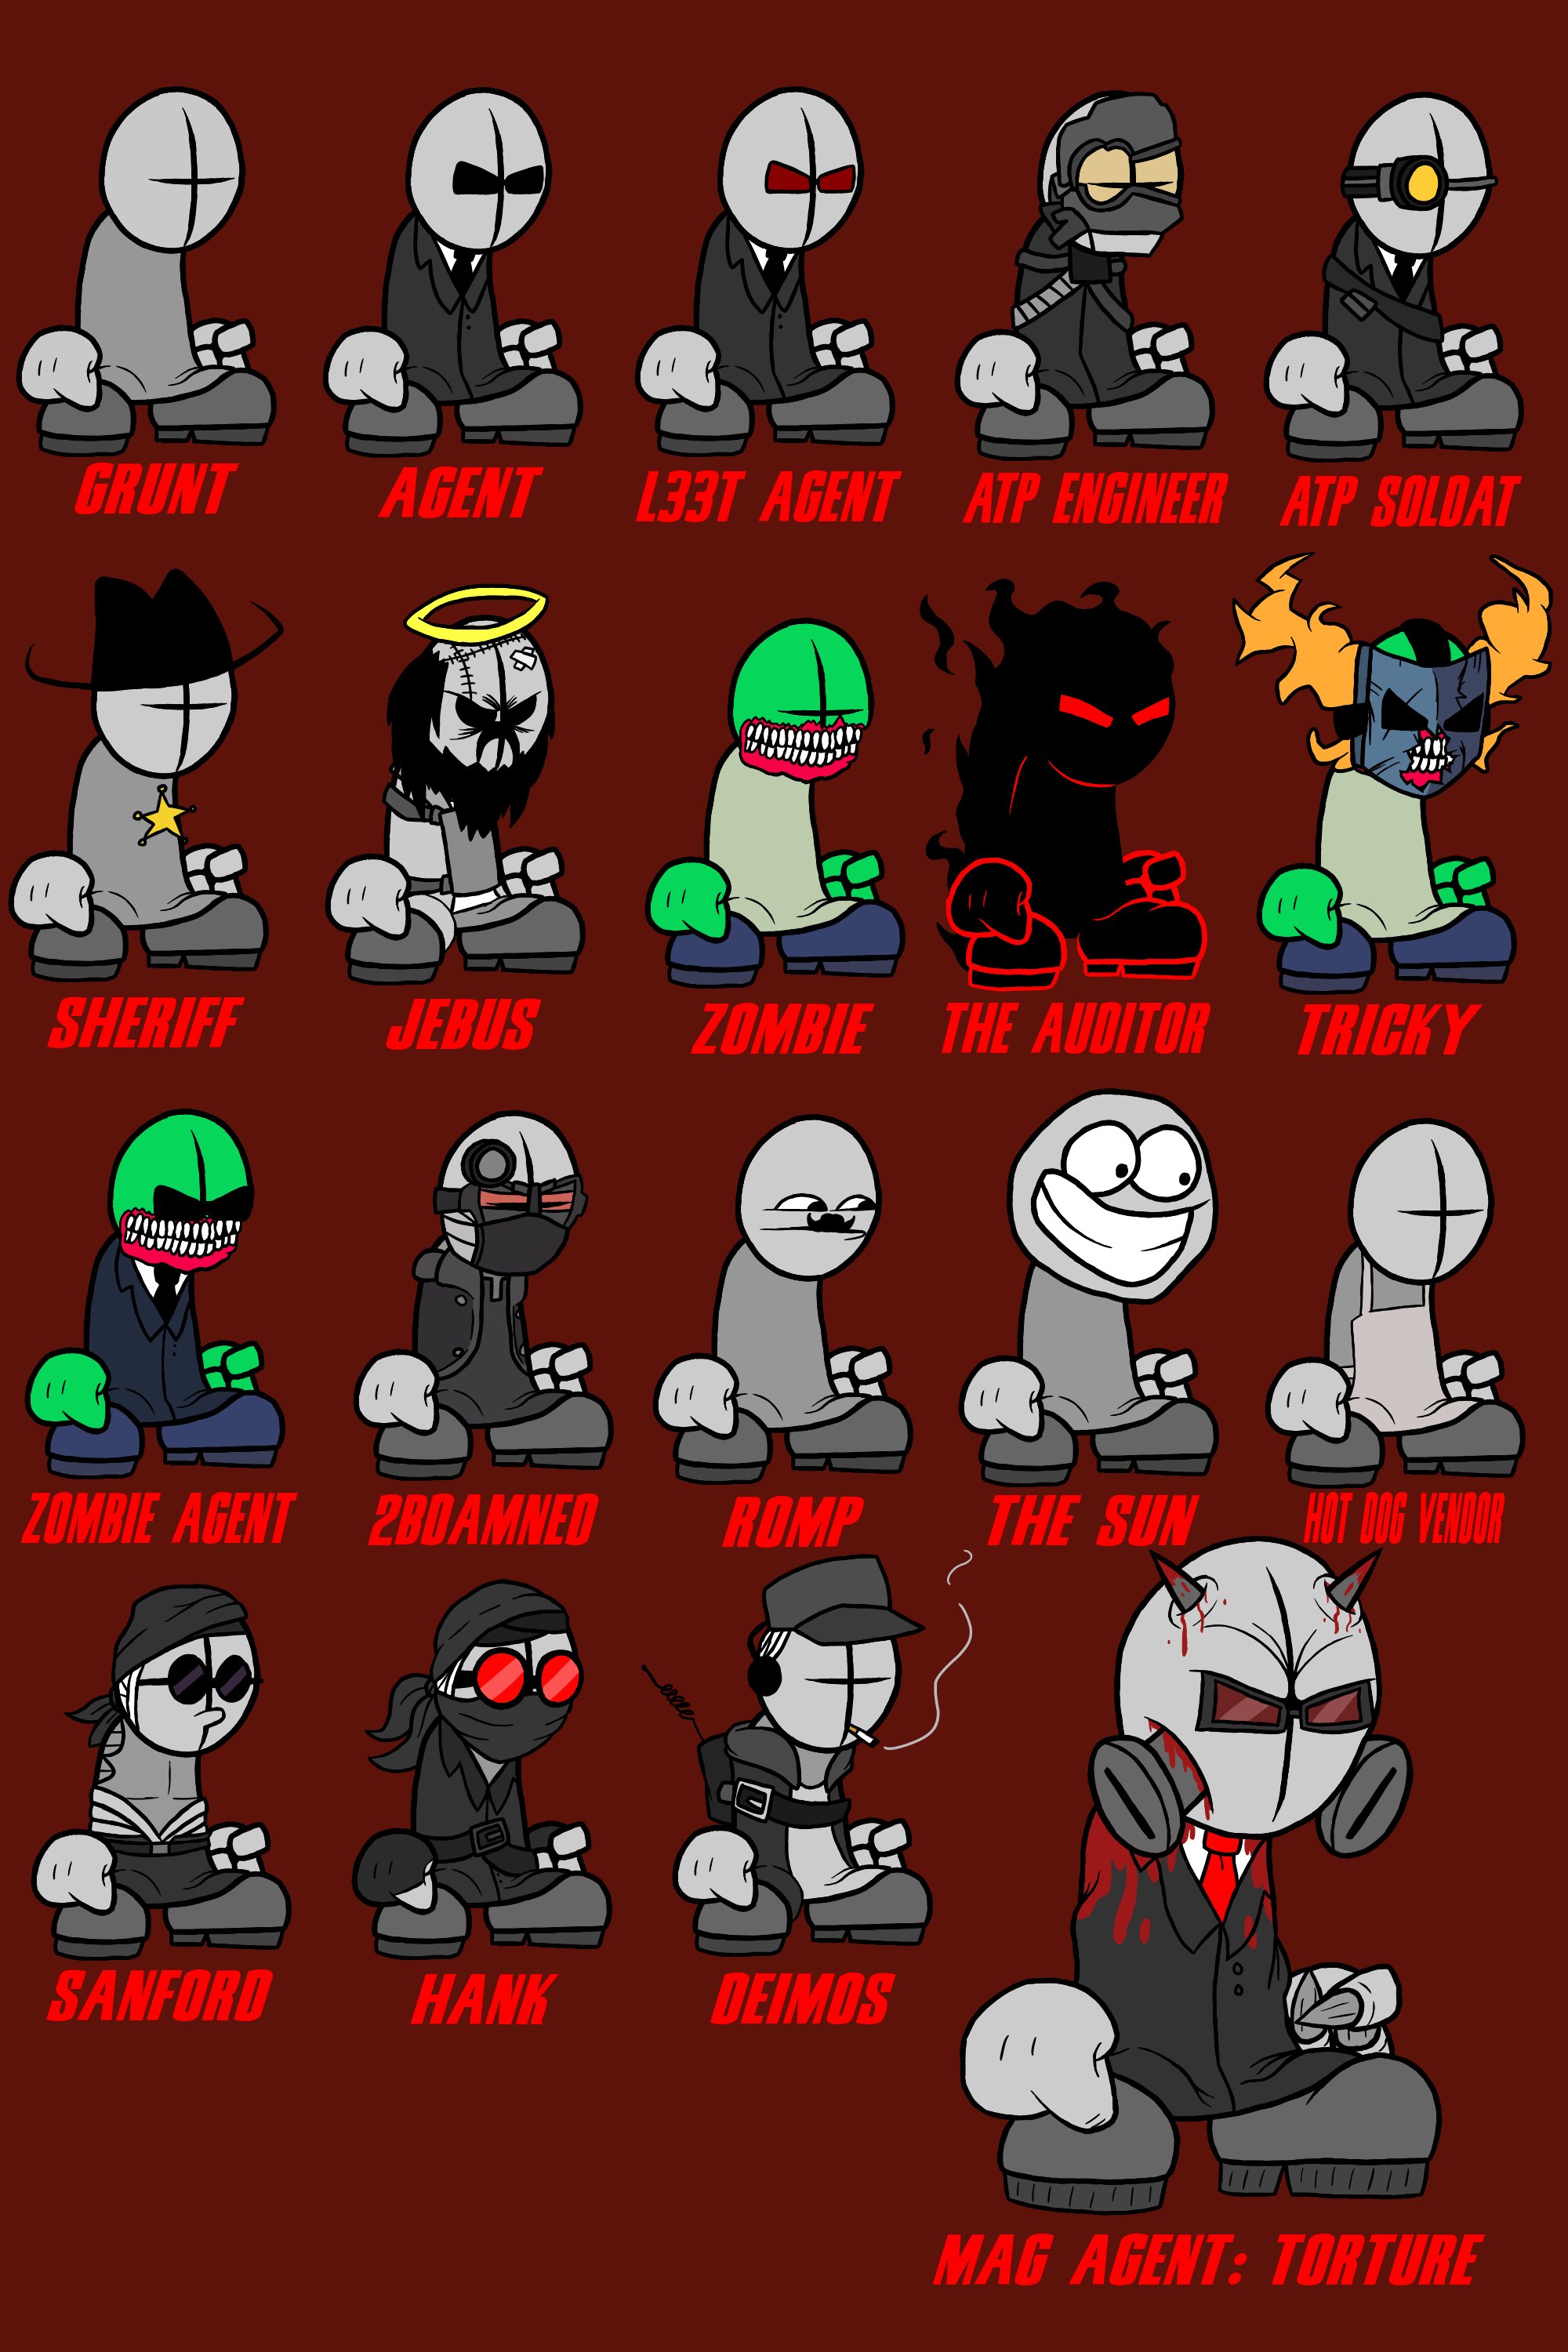 GRUNT
AGENT
L33T AGENT
ATP ENGINEER
ATP SOLDAT
SHERIFF
JEBUS
ZOMBIE
THE AUDITOR
TRICKY
ZOMBIE AGENT
2BDAMNED
ROMP
THE SUN
HOT DOG VENDOR
SANFORD
HANK
DEIMOS
MAG AGENT: TORTURE